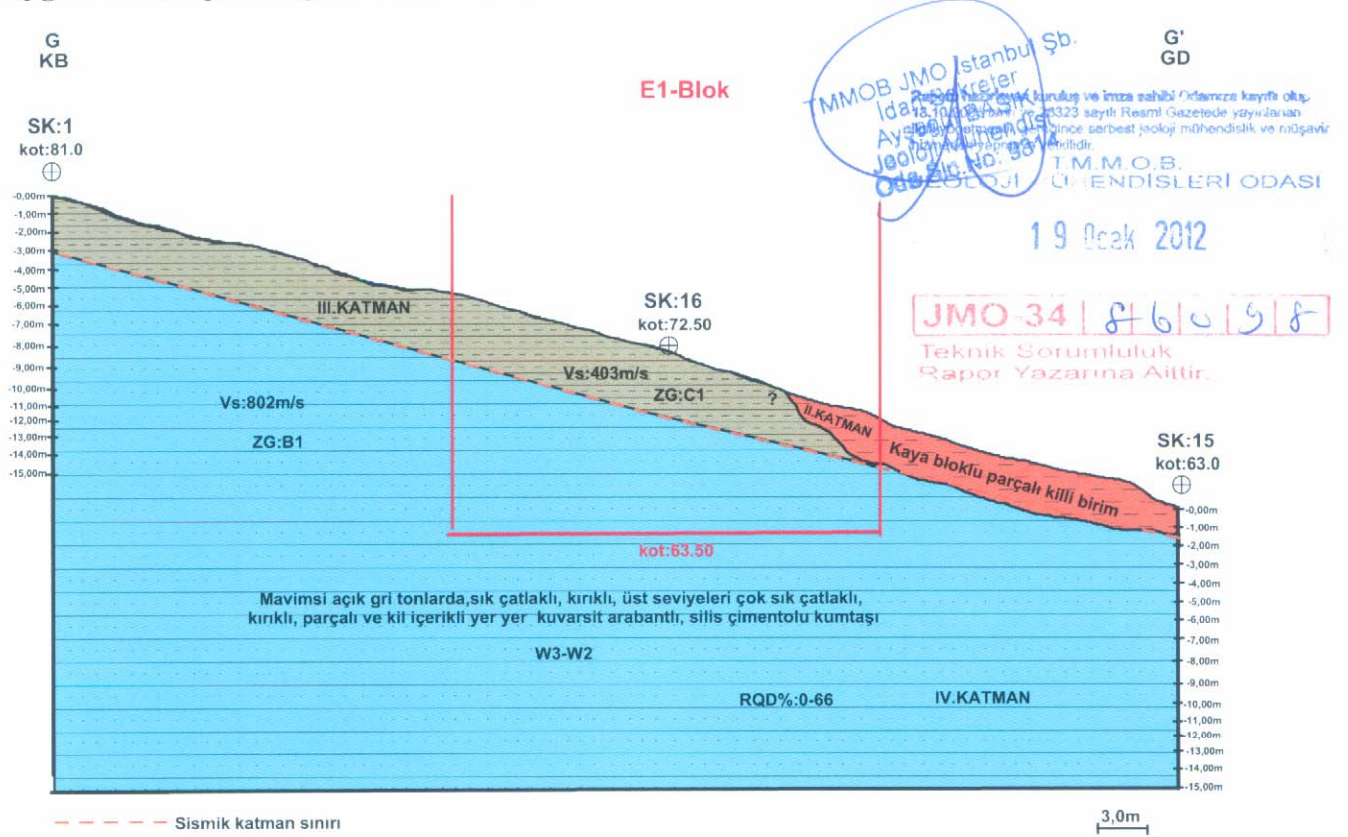 G
KB
G'
GD
E1-Blok
TMMOB JMO İstanbul Şb.
kuruluş ve imza sahibi Odamıza kayıtlı olup
sayılı Resmi Gazetede yayınlanan
serbest jeoloji mühendislik ve müşavir
T.M.M.O.B.
ODASI
19 Ocak 2012
JMO-34
Teknik Sorumluluk
Rapor Yazarına Aittir.
SK:1
kot:81.0
-0,00m
-1,00m
-2,00m
-3,00m
-4,00m
-5,00m
-6,00m
-7,00m
-8,00m
-9,00m
-10,00m
-11,00m
-12,00m
-13,00m
-14,00m
-15,00m
III.KATMAN
SK:16
kot:72.50
Vs:403m/s
ZG:C1
?
II.KATMAN
Kaya bloklu parçalı killi birim
Vs:802m/s
ZG:B1
SK:15
kot:63.0
-0,00m
-1,00m
-2,00m
-3,00m
-4,00m
-5,00m
-6,00m
-7,00m
-8,00m
-9,00m
-10,00m
-11,00m
-12,00m
-13,00m
-14,00m
-15,00m
kot:63.50
Mavimsi açık gri tonlarda,sık çatlaklı, kırıklı, üst seviyeleri çok sık çatlaklı,
kırıklı, parçalı ve kil içerikli yer yer kuvarsit arabantlı, silis çimentolu kumtaşı
W3-W2
RQD%:0-66
IV.KATMAN
Sismik katman sınırı
3,0m